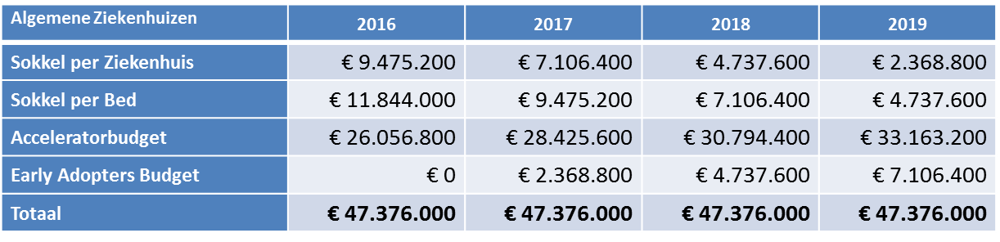 Algemene Ziekenhuizen 2016 2017 2018 2019
Sokkel per Ziekenhuis € 9.475.200 € 7.106.400 € 4.737.600 € 2.368.800
Sokkel per Bed € 11.844.000 € 9.475.200 € 7.106.400 € 4.737.600
Acceleratorbudget € 26.056.800 € 28.425.600 € 30.794.400 € 33.163.200
Early Adopters Budget € 0 € 2.368.800 € 4.737.600 € 7.106.400
Totaal € 47.376.000 € 47.376.000 € 47.376.000 € 47.376.000